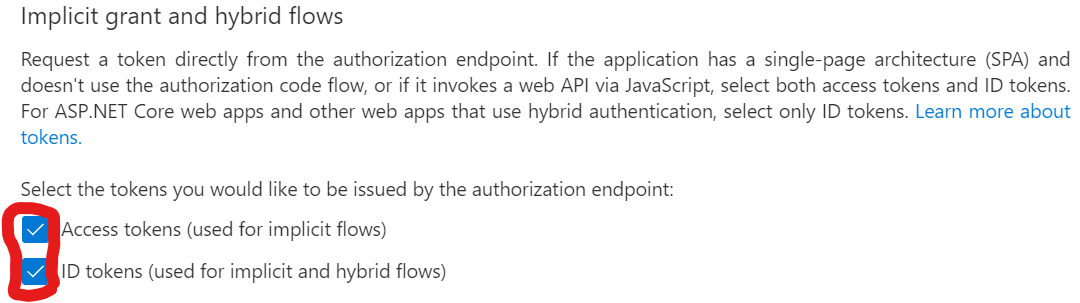 Implicit grant and hybrid flows
Request a token directly from the authorization endpoint. If the application has a single-page architecture (SPA) and
doesn't use the authorization code flow, or if it invokes a web API via JavaScript, select both access tokens and ID tokens.
For ASP.NET Core web apps and other web apps that use hybrid authentication, select only ID tokens. Learn more about
tokens.
Select the tokens you would like to be issued by the authorization endpoint:
Access tokens (used for implicit flows)
ID tokens (used for implicit and hybrid flows)